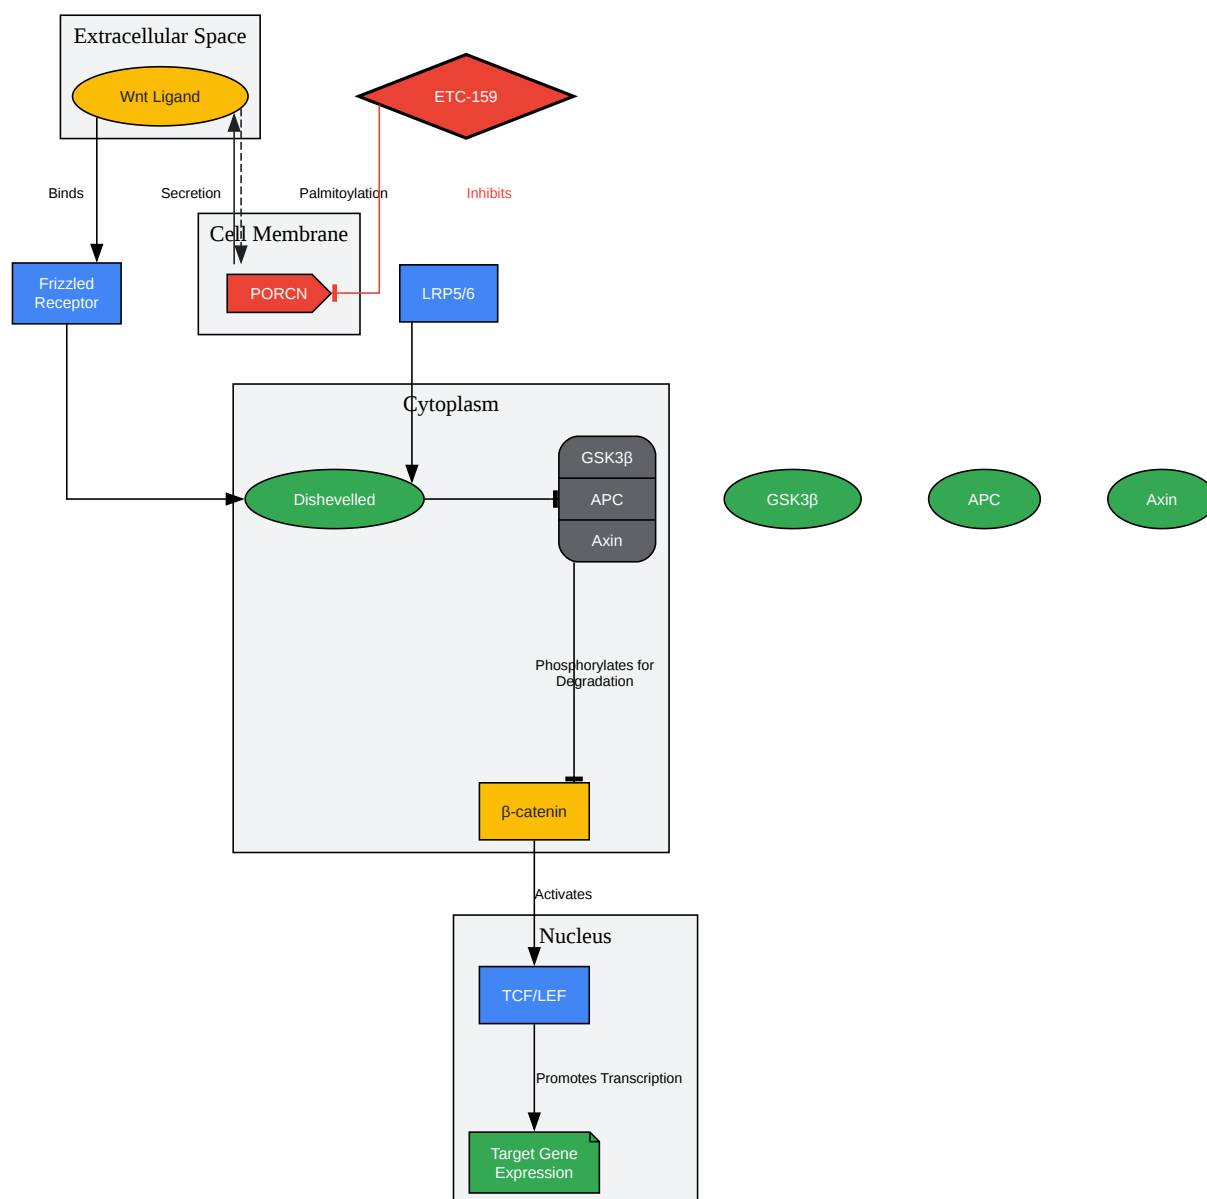 Extracellular Space
Wnt Ligand
ETC-159
Binds
Secretion
Palmitoylation
Inhibits
Cell Membrane
Frizzled
Receptor
PORCN
LRP5/6
Cytoplasm
Dishevelled
GSK3β
APC
Axin
GSK3β
APC
Axin
Phosphorylates for
Degradation
β-catenin
Activates
Nucleus
TCF/LEF
Promotes Transcription
Target Gene
Expression